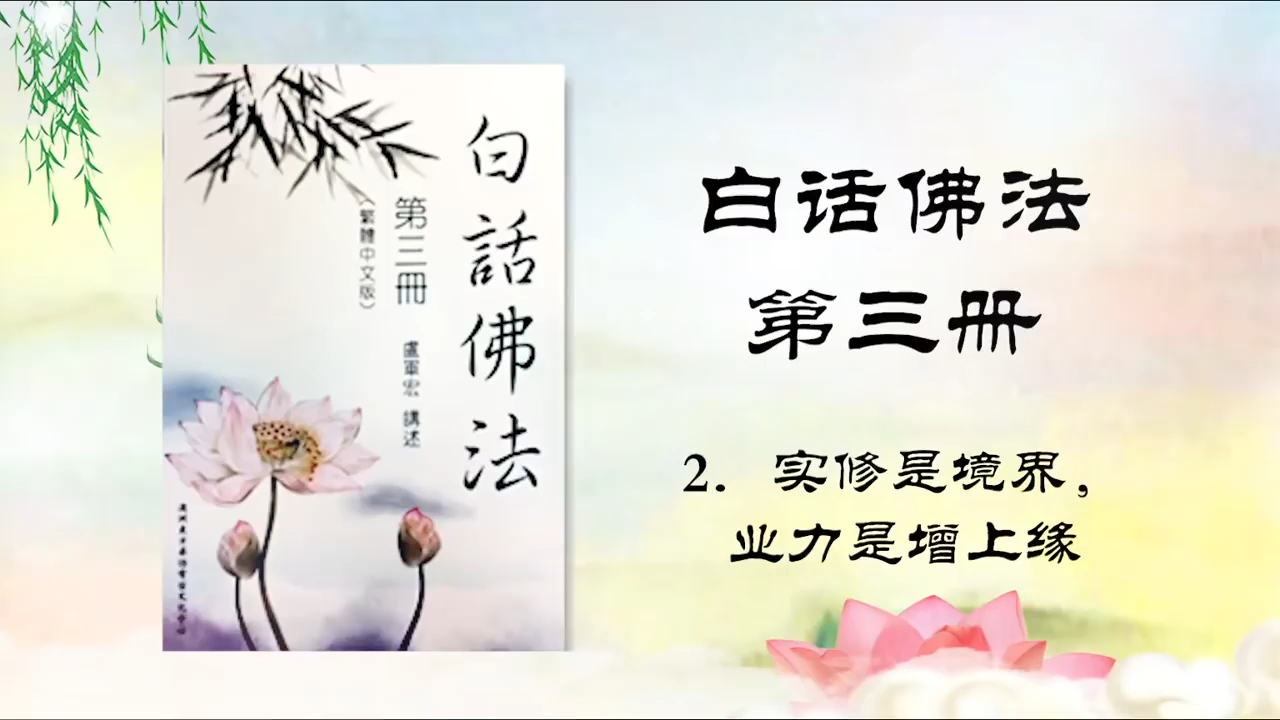 白話佛法
第三冊
（繁體中文版）
盧軍宏 講述
白话佛法
第三册
2. 实修是境界，
业力是增上缘